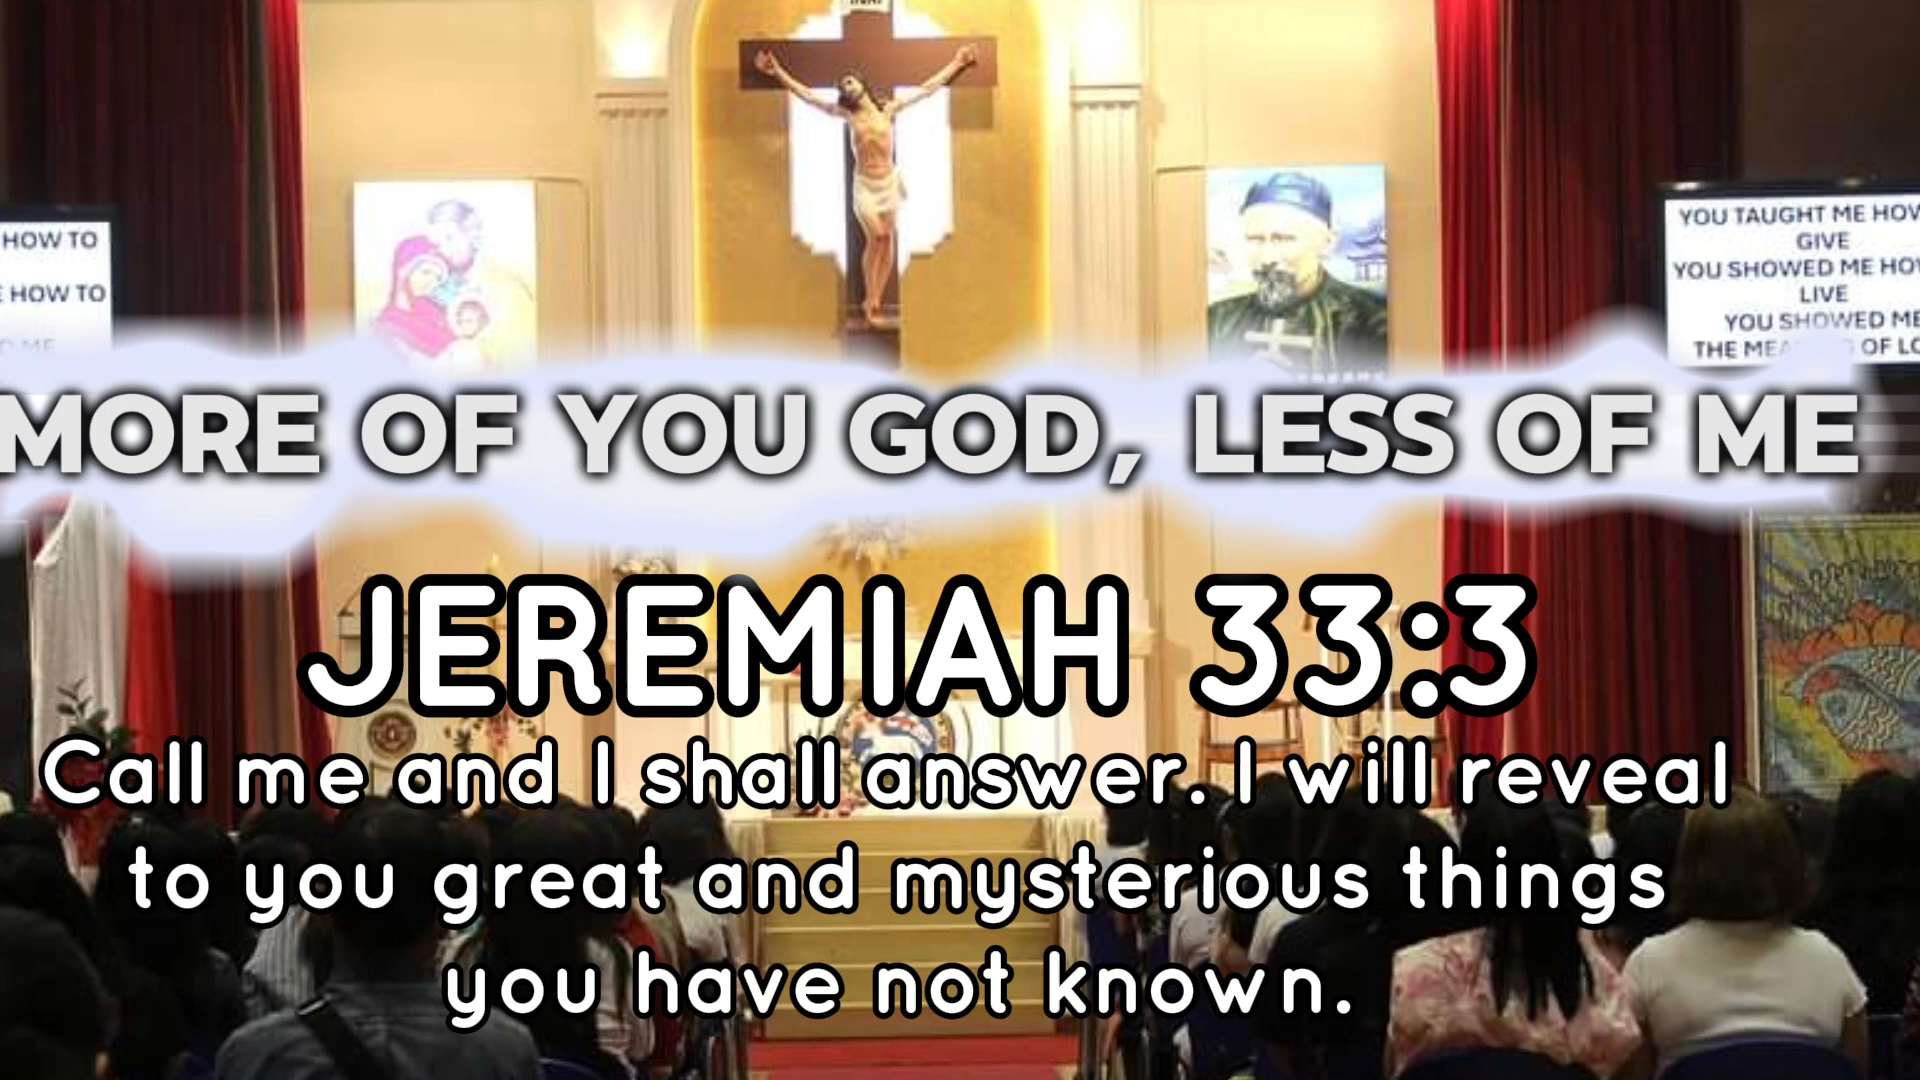 HOW TO
HOW TO
YOU TAUGHT ME HOW
GIVE
YOU SHOWED ME HOW
LIVE
YOU SHOWED ME
THE OF
MORE OF YOU GOD, LESS OF ME
JEREMIAH 33:3
Call me and I shall answer. I will reveal
to you great and mysterious things
you have not known.